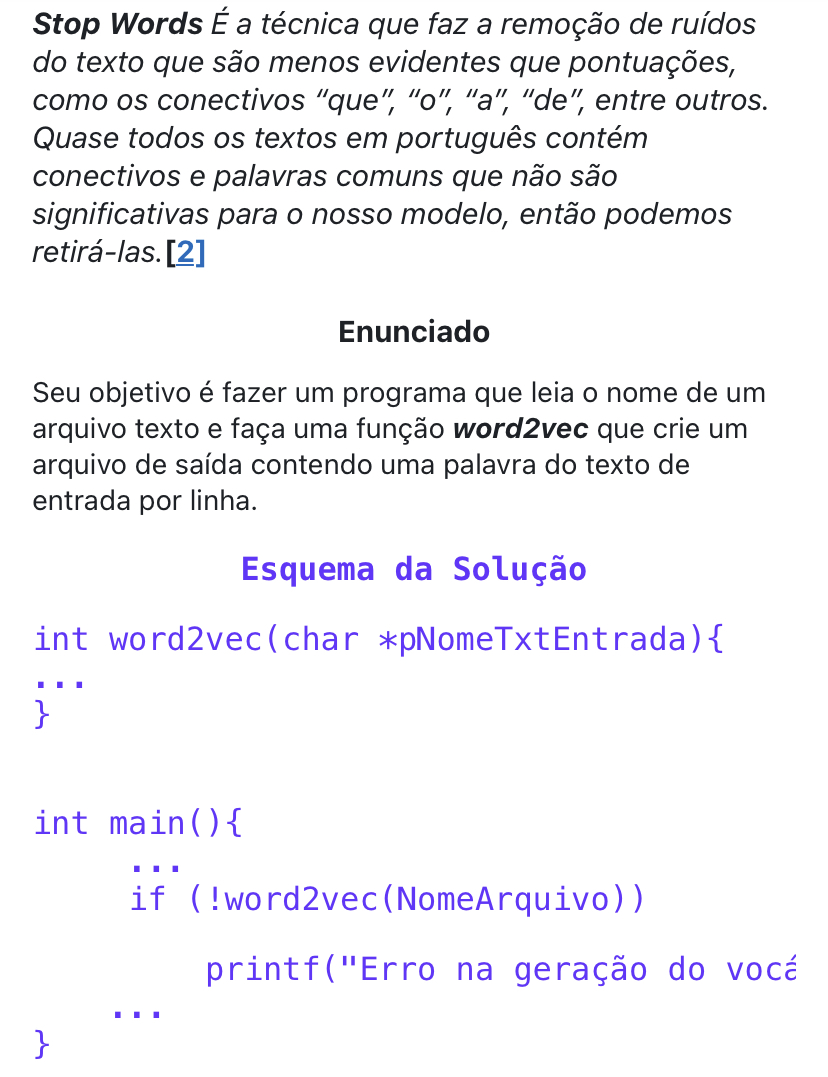 Stop Words É a técnica que faz a remoção de ruídos
do texto que são menos evidentes que pontuações,
como os conectivos “que”, “o”, “a”, “de”, entre outros.
Quase todos os textos em português contém
conectivos e palavras comuns que não são
significativas para o nosso modelo, então podemos
retirá-las.[2]
Enunciado
Seu objetivo é fazer um programa que leia o nome de um
arquivo texto e faça uma função word2vec que crie um
arquivo de saída contendo uma palavra do texto de
entrada por linha.
Esquema da Solução
int word2vec(char *pNomeTxtEntrada){
...
}
int main(){
...
if (!word2vec(NomeArquivo))
printf("Erro na geração do vocá
...
}